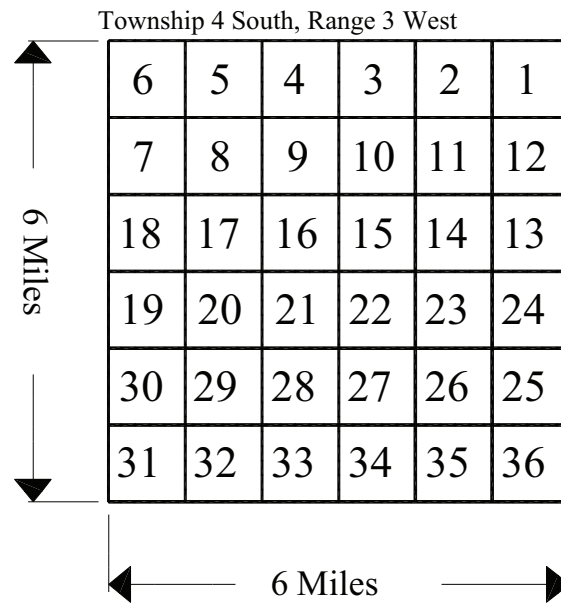 Township 4 South, Range 3 West
6 5 4 3 2 1
7 8 9 10 11 12
18 17 16 15 14 13
6 Miles
19 20 21 22 23 24
30 29 28 27 26 25
31 32 33 34 35 36
6 Miles